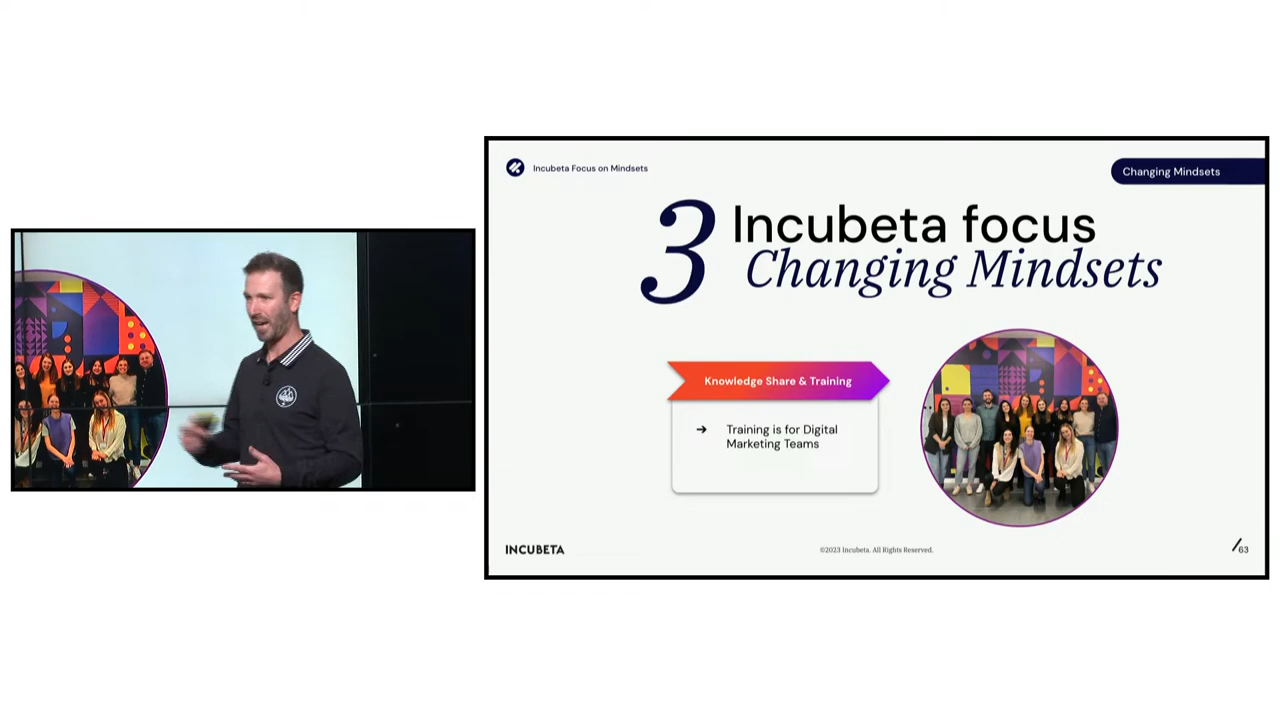 Incubeta Focus on Mindsets
Changing Mindsets
3 Incubeta focus
Changing Mindsets
Knowledge Share & Training
➔ Training is for Digital
Marketing Teams
INCUBETA
©2023 Incubeta. All Rights Reserved.
/63